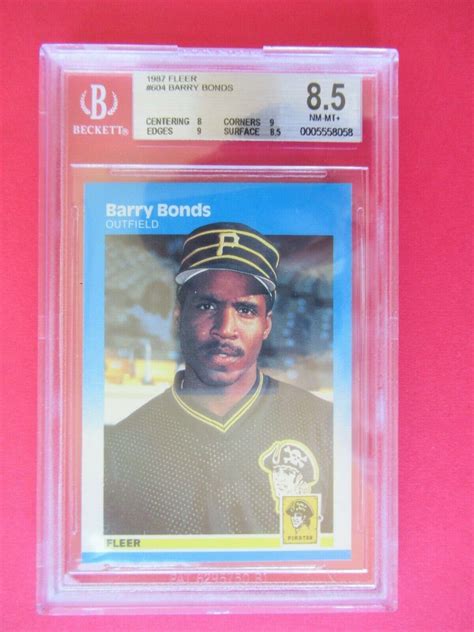 1987 FLEER
#604 BARRY BONDS
8.5
NM-MT+
B
BECKETT®
CENTERING 8 CORNERS 9
EDGES 9 SURFACE 8.5
0005558058
Barry Bonds
OUTFIELD
P
PIRATES
FLEER